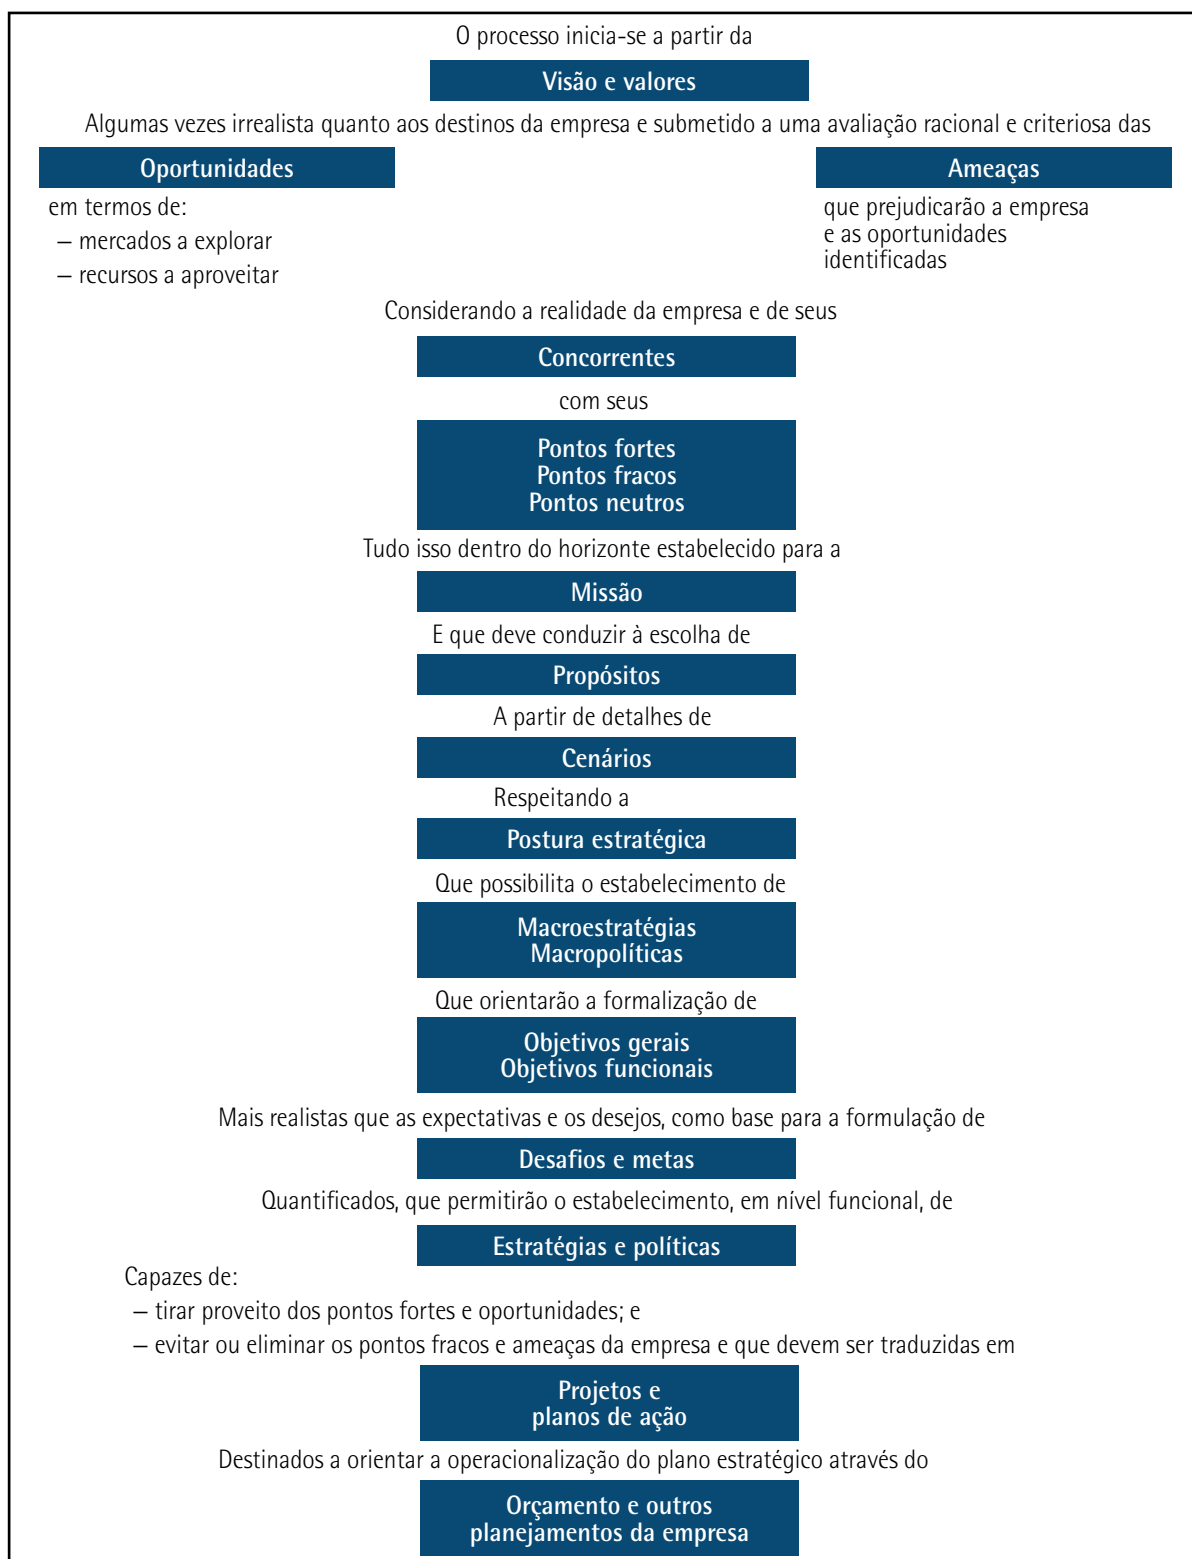 O processo inicia-se a partir da
Visão e valores
Algumas vezes irrealista quanto aos destinos da empresa e submetido a uma avaliação racional e criteriosa das
Oportunidades
em termos de:
– mercados a explorar
– recursos a aproveitar
Ameaças
que prejudicarão a empresa
e as oportunidades
identificadas
Considerando a realidade da empresa e de seus
Concorrentes
com seus
Pontos fortes
Pontos fracos
Pontos neutros
Tudo isso dentro do horizonte estabelecido para a
Missão
E que deve conduzir à escolha de
Propósitos
A partir de detalhes de
Cenários
Respeitando a
Postura estratégica
Que possibilita o estabelecimento de
Macroestratégias
Macropolíticas
Que orientarão a formalização de
Objetivos gerais
Objetivos funcionais
Mais realistas que as expectativas e os desejos, como base para a formulação de
Desafios e metas
Quantificados, que permitirão o estabelecimento, em nível funcional, de
Estratégias e políticas
Capazes de:
– tirar proveito dos pontos fortes e oportunidades; e
– evitar ou eliminar os pontos fracos e ameaças da empresa e que devem ser traduzidas em
Projetos e
planos de ação
Destinados a orientar a operacionalização do plano estratégico através do
Orçamento e outros
planejamentos da empresa